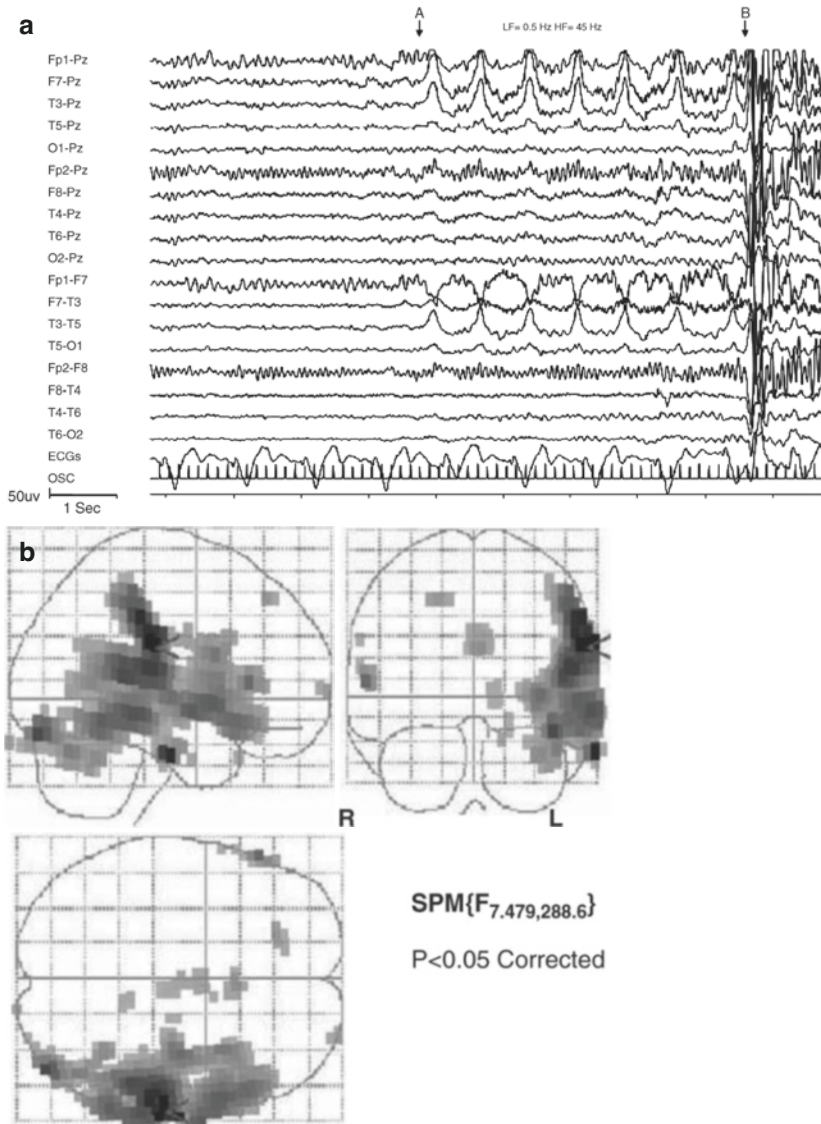 a
A
B
LF= 0.5 Hz HF= 45 Hz
Fp1-Pz
F7-Pz
T3-Pz
T5-Pz
O1-Pz
Fp2-Pz
F8-Pz
T4-Pz
T6-Pz
O2-Pz
Fp1-F7
F7-T3
T3-T5
T5-O1
Fp2-F8
F8-T4
T4-T6
T6-O2
ECGs
OSC
50uv
1 Sec
b
R
L
SPM{F7.479,288.6}
P<0.05 Corrected